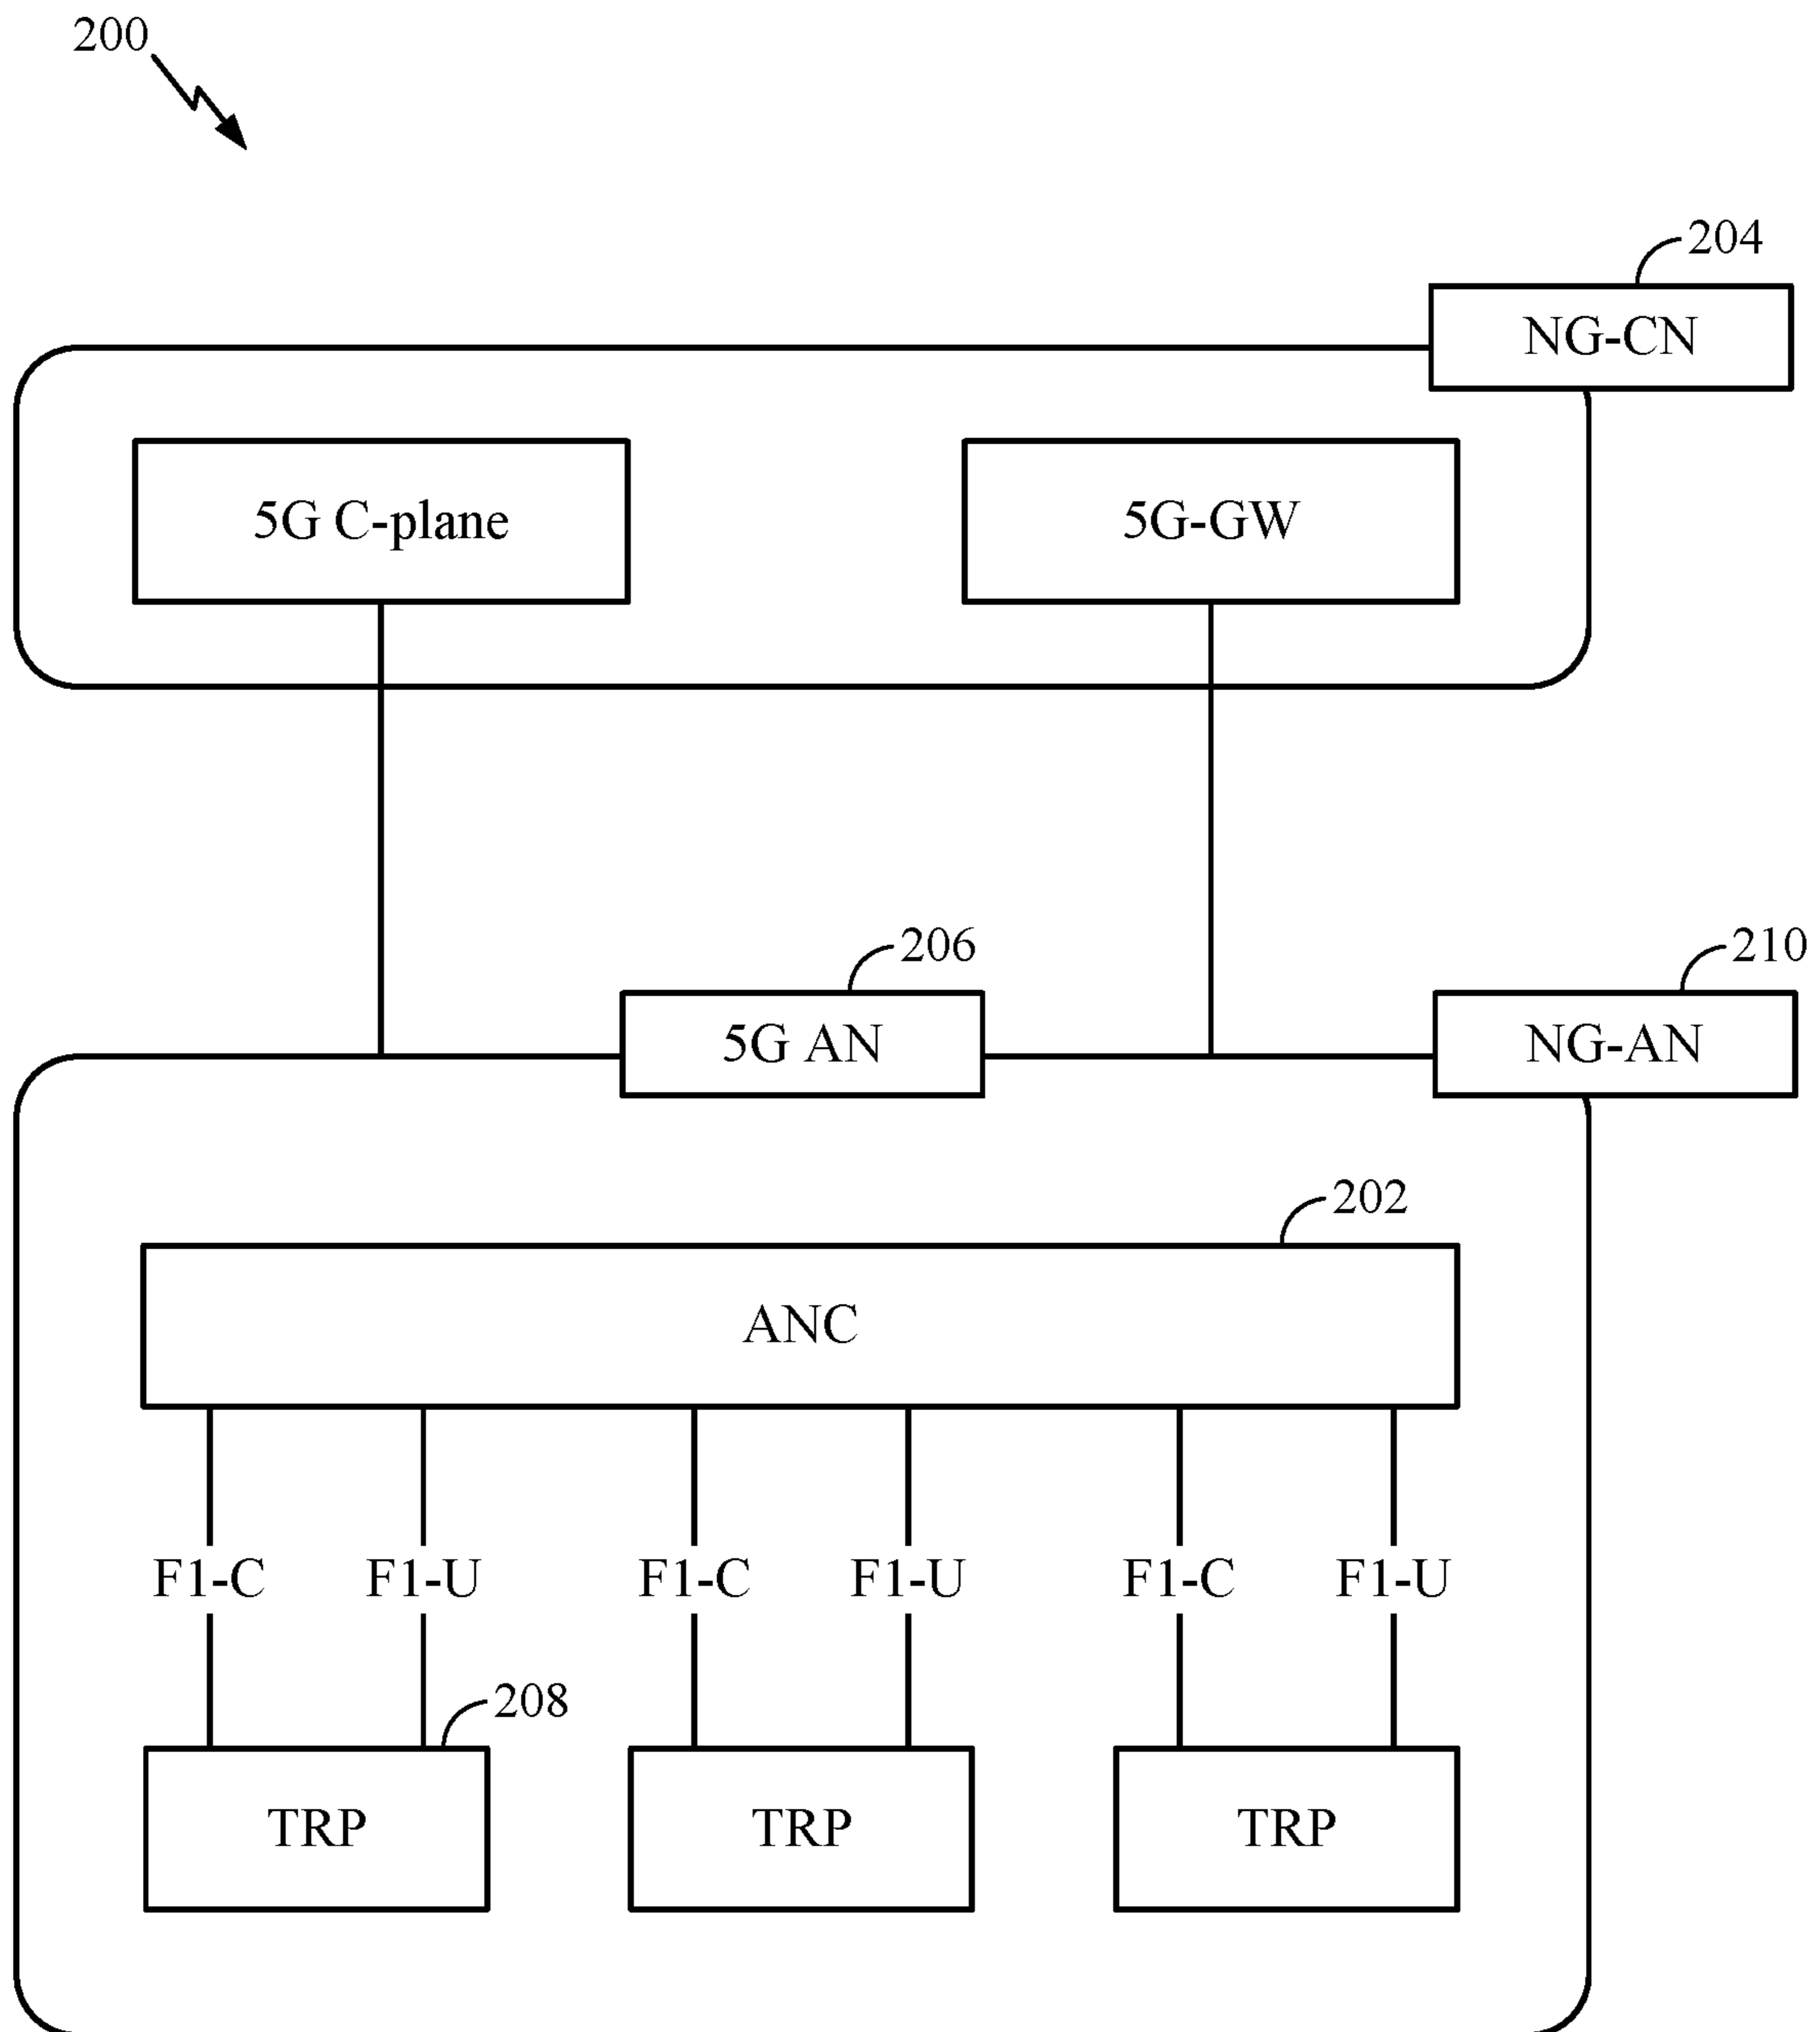 200
204
NG-CN
5G C-plane
5G-GW
206
210
5G AN
NG-AN
202
ANC
F1-C
F1-U
F1-C
F1-U
F1-C
F1-U
208
TRP
TRP
TRP